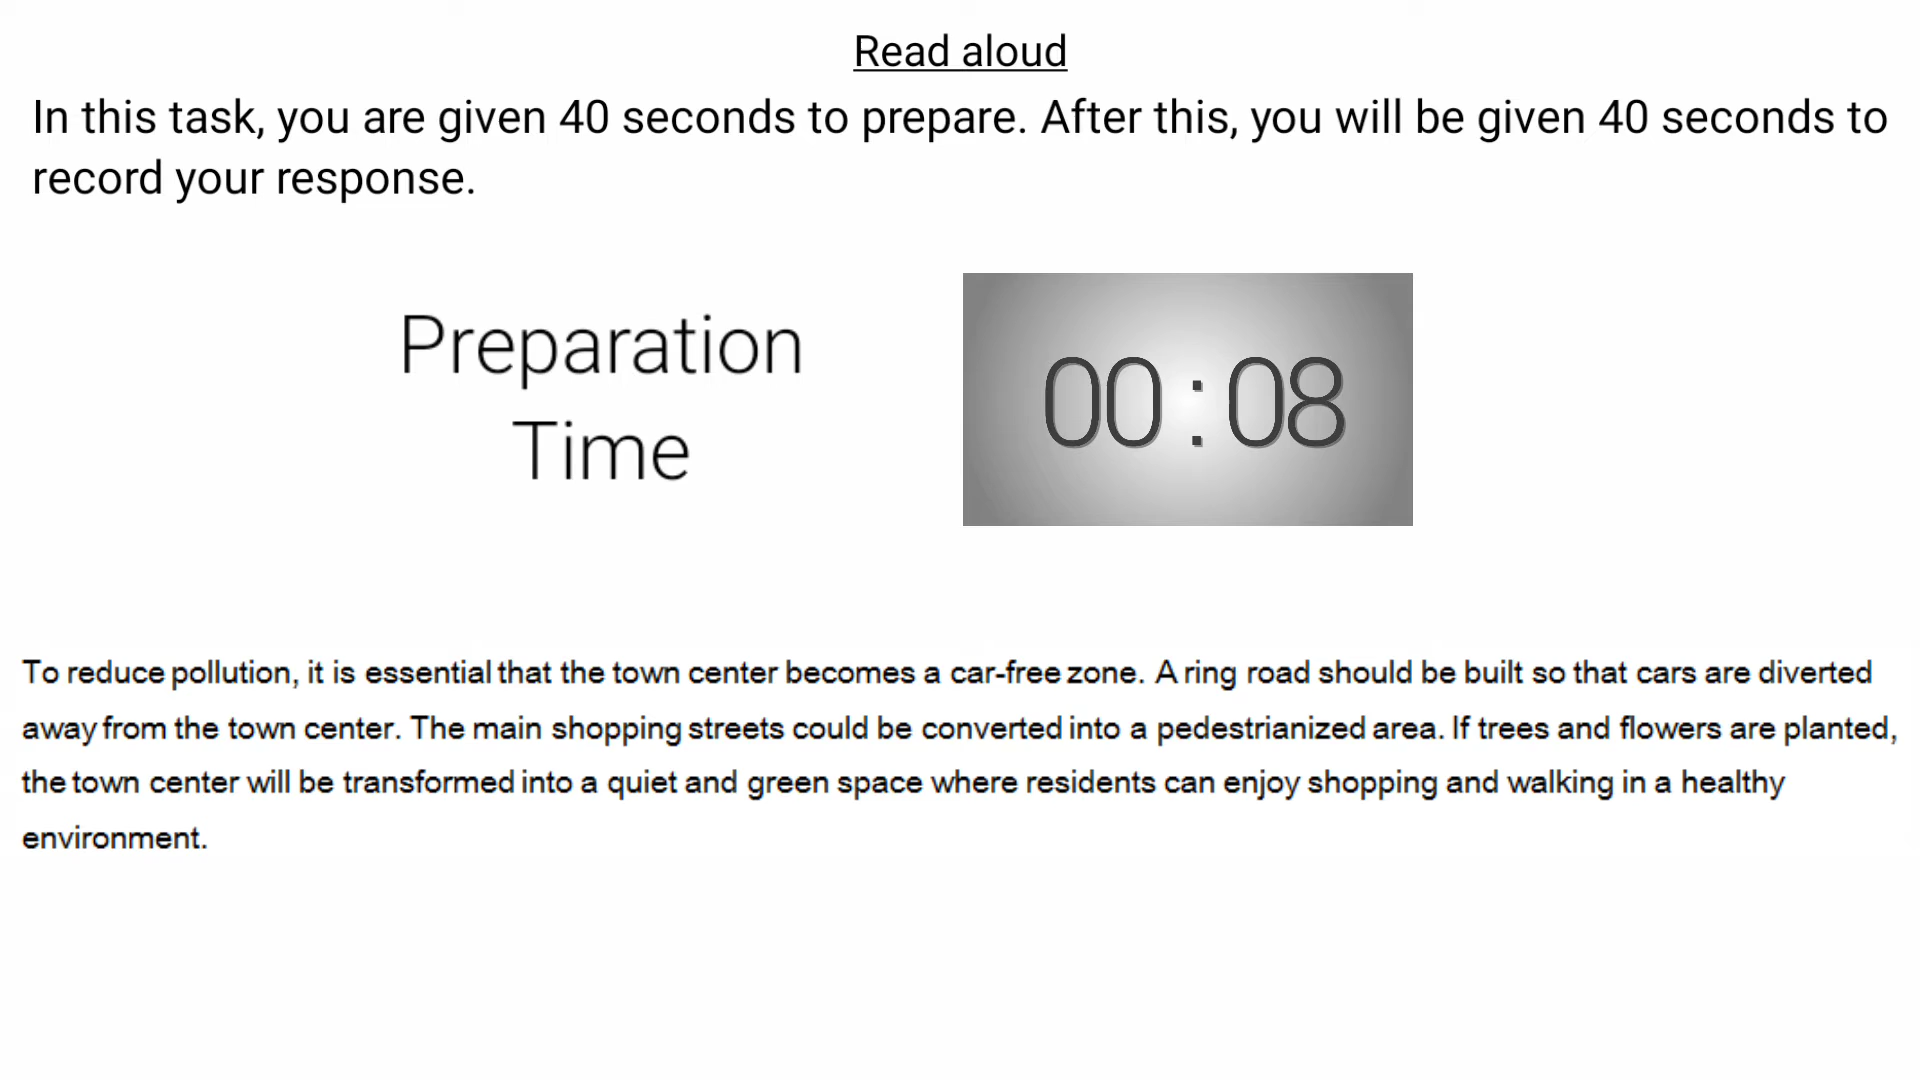 Read aloud
In this task, you are given 40 seconds to prepare. After this, you will be given 40 seconds to
record your response.
Preparation
Time
00:08
To reduce pollution, it is essential that the town center becomes a car-free zone. A ring road should be built so that cars are diverted
away from the town center. The main shopping streets could be converted into a pedestrianized area. If trees and flowers are planted,
the town center will be transformed into a quiet and green space where residents can enjoy shopping and walking in a healthy
environment.